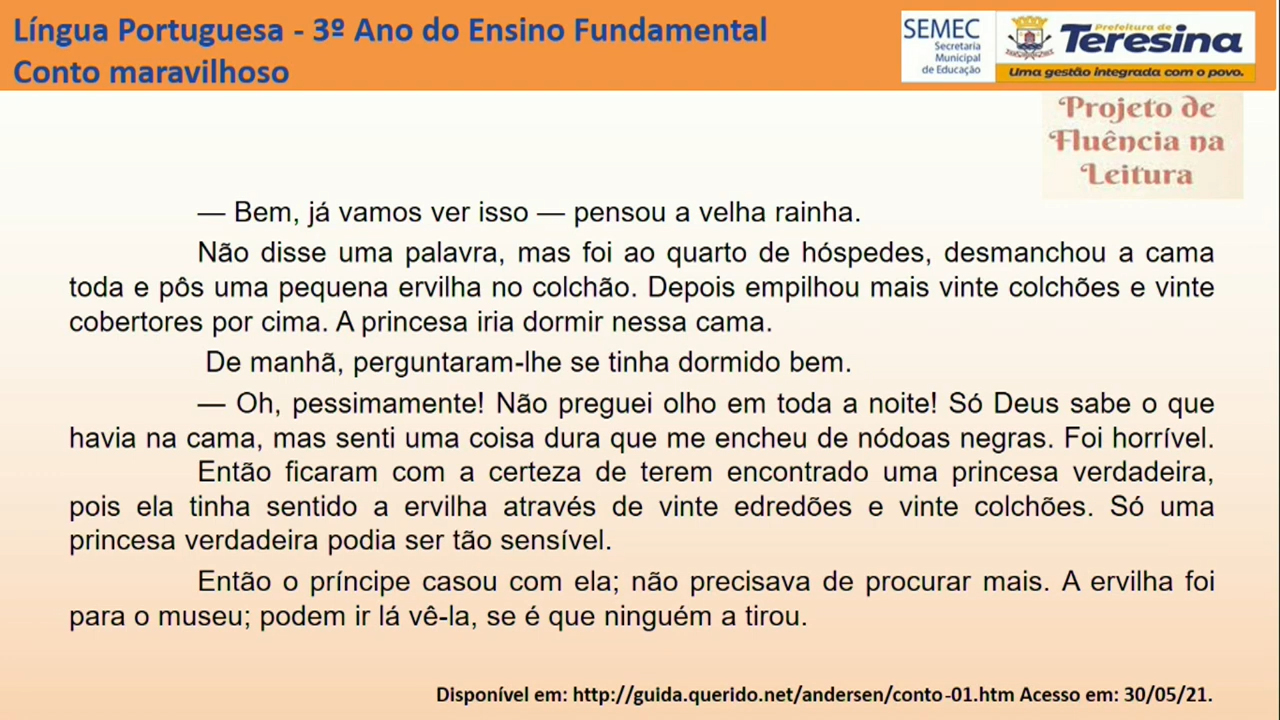 Língua Portuguesa - 3º Ano do Ensino Fundamental
Conto maravilhoso
SEMEC
Secretaria
Municipal
de Educação
Prefeitura de
Teresina
Uma gestão integrada com o povo.
Projeto de
Fluência na
Leitura
— Bem, já vamos ver isso — pensou a velha rainha.
Não disse uma palavra, mas foi ao quarto de hóspedes, desmanchou a cama
toda e pôs uma pequena ervilha no colchão. Depois empilhou mais vinte colchões e vinte
cobertores por cima. A princesa iria dormir nessa cama.
De manhã, perguntaram-lhe se tinha dormido bem.
— Oh, pessimamente! Não preguei olho em toda a noite! Só Deus sabe o que
havia na cama, mas senti uma coisa dura que me encheu de nódoas negras. Foi horrível.
Então ficaram com a certeza de terem encontrado uma princesa verdadeira,
pois ela tinha sentido a ervilha através de vinte edredões e vinte colchões. Só uma
princesa verdadeira podia ser tão sensível.
Então o príncipe casou com ela; não precisava de procurar mais. A ervilha foi
para o museu; podem ir lá vê-la, se é que ninguém a tirou.
Disponível em: http://guida.querido.net/andersen/conto-01.htm Acesso em: 30/05/21.